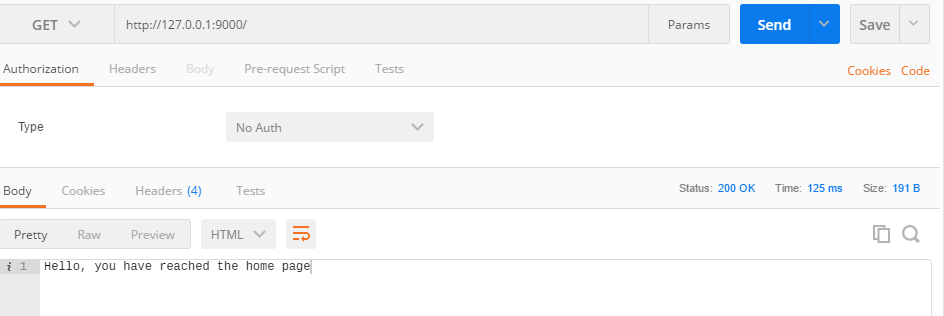 GET http://127.0.0.1:9000/ Params Send Save
Authorization Headers Body Pre-request Script Tests Cookies Code
Type No Auth
Body Cookies Headers (4) Tests Status: 200 OK Time: 125 ms Size: 191 B
Pretty Raw Preview HTML
i 1 Hello, you have reached the home page